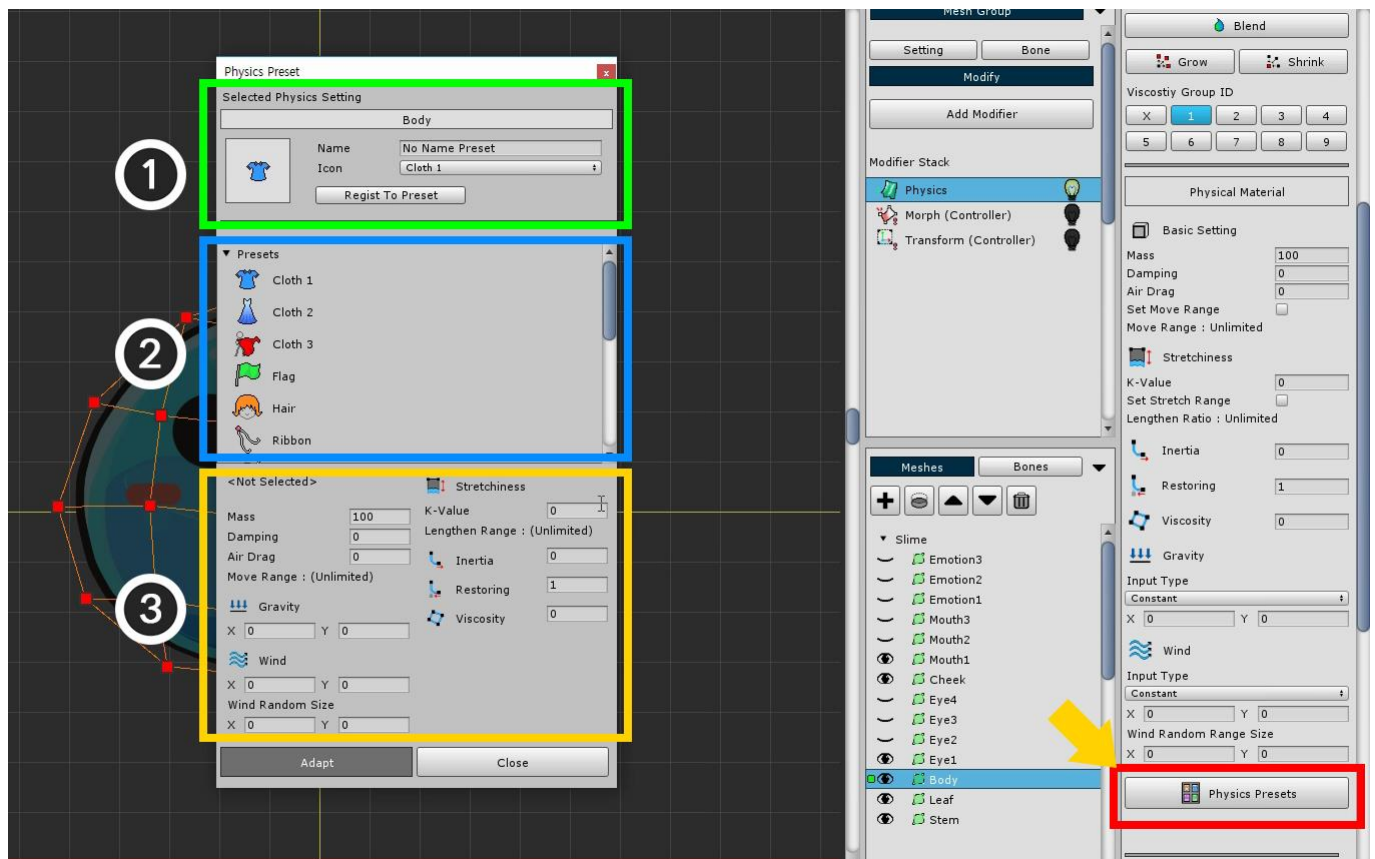 Physics Preset
x
Selected Physics Setting
Body
Name No Name Preset
Icon Cloth 1
Regist To Preset
1
Presets
Cloth 1
Cloth 2
Cloth 3
Flag
Hair
Ribbon
2
<Not Selected>
Mass 100
Damping 0
Air Drag 0
Move Range : (Unlimited)
Gravity
X 0 Y 0
Wind
X 0 Y 0
Wind Random Size
X 0 Y 0
Stretchiness
K-Value 0
Lengthen Range : (Unlimited)
Inertia 0
Restoring 1
Viscosity 0
3
Adapt Close
Mesh Group
Setting Bone
Modify
Add Modifier
Modifier Stack
Physics
Morph (Controller)
Transform (Controller)
Meshes Bones
Slime
Emotion3
Emotion2
Emotion1
Mouth3
Mouth2
Mouth1
Cheek
Eye4
Eye3
Eye2
Eye1
Body
Leaf
Stem
Blend
Grow Shrink
Viscostiy Group ID
X 1 2 3 4
5 6 7 8 9
Physical Material
Basic Setting
Mass 100
Damping 0
Air Drag 0
Set Move Range
Move Range : Unlimited
Stretchiness
K-Value 0
Set Stretch Range
Lengthen Ratio : Unlimited
Inertia 0
Restoring 1
Viscosity 0
Gravity
Input Type
Constant
X 0 Y 0
Wind
Input Type
Constant
X 0 Y 0
Wind Random Range Size
X 0 Y 0
Physics Presets